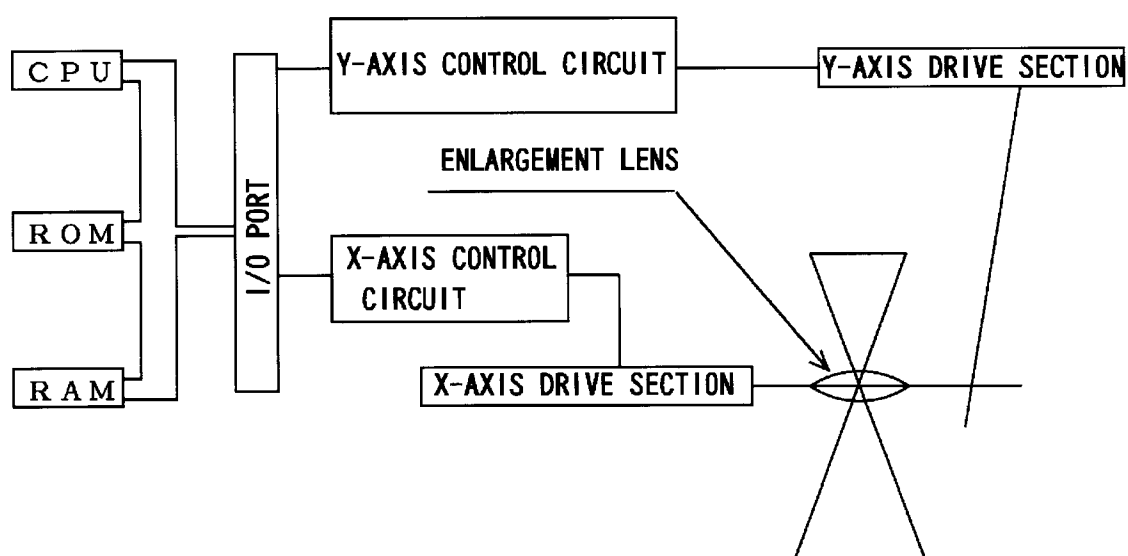 CPU
ROM
RAM
I/O PORT
Y-AXIS CONTROL CIRCUIT
Y-AXIS DRIVE SECTION
ENLARGEMENT LENS
X-AXIS CONTROL
CIRCUIT
X-AXIS DRIVE SECTION